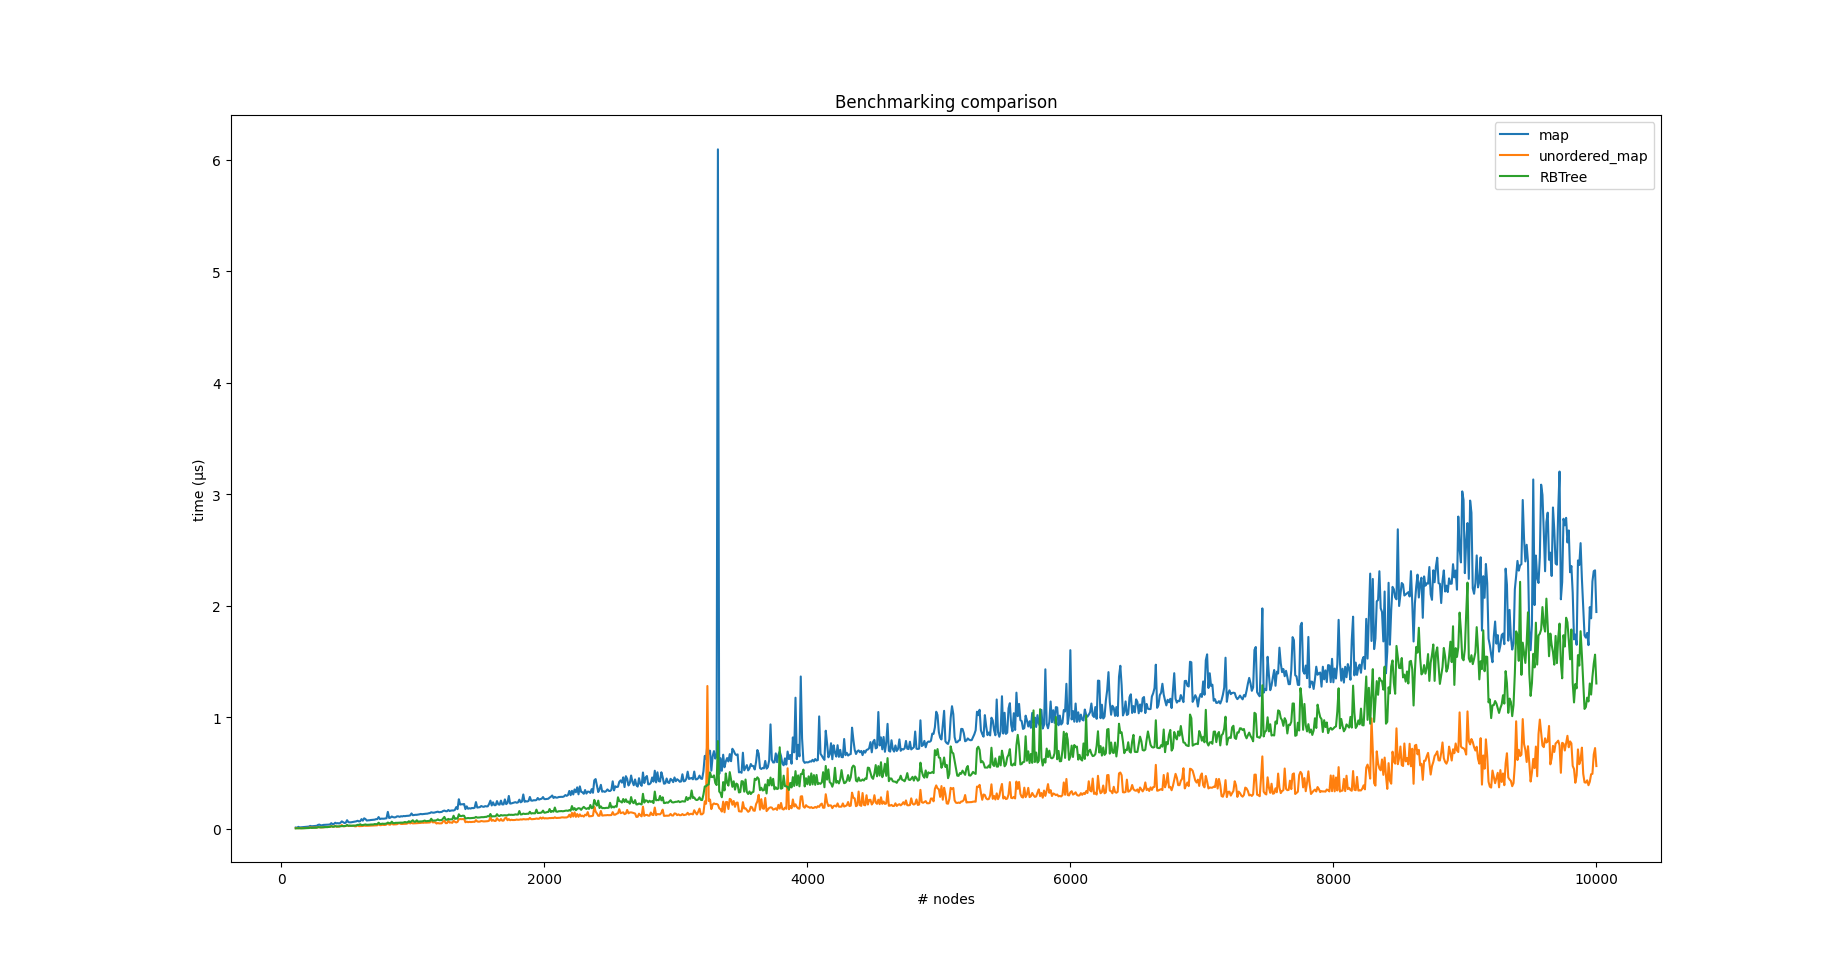 Benchmarking comparison
map
unordered_map
RBTree
time (µs)
6
5
4
3
2
1
0
0 2000 4000 6000 8000 10000
# nodes